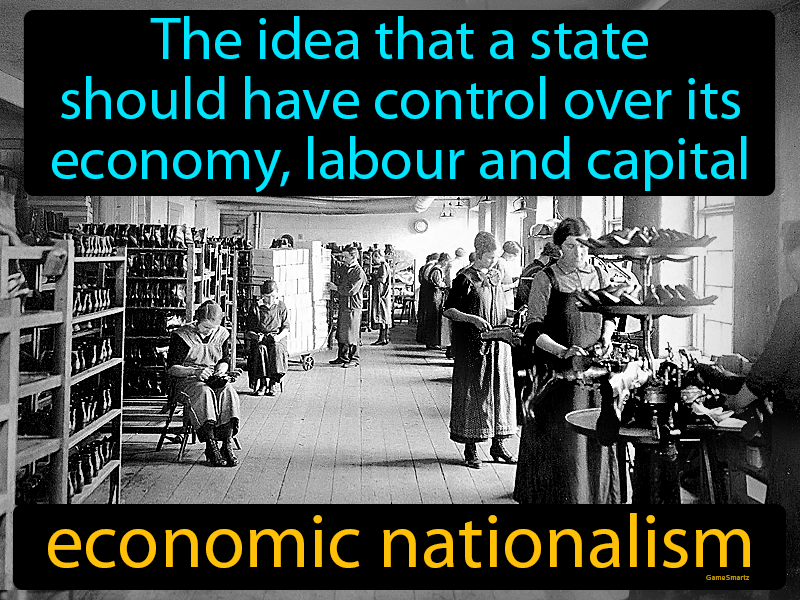 The idea that a state
should have control over its
economy, labour and capital
economic nationalism
GameSmartz